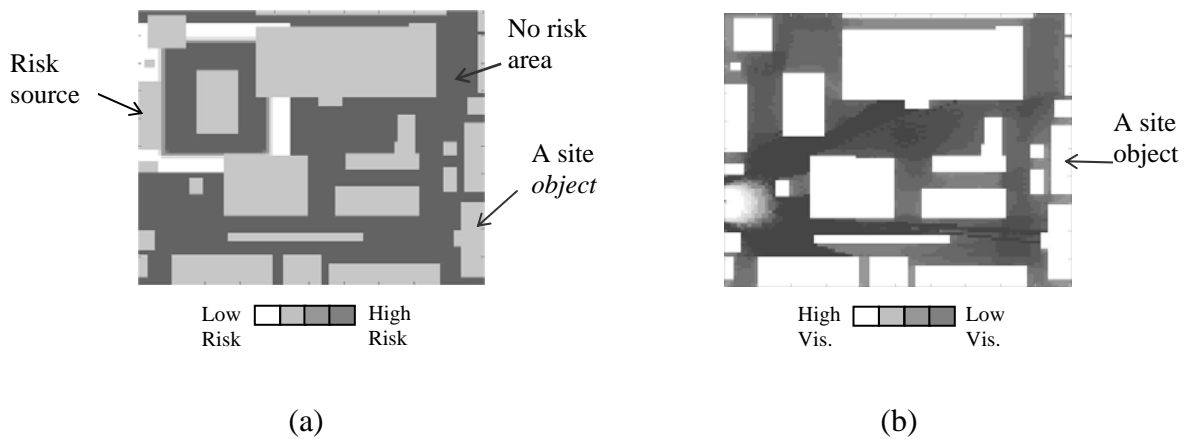 Risk
source
No risk
area
A site
object
Low
Risk
High
Risk
(a)
A site
object
High
Vis.
Low
Vis.
(b)